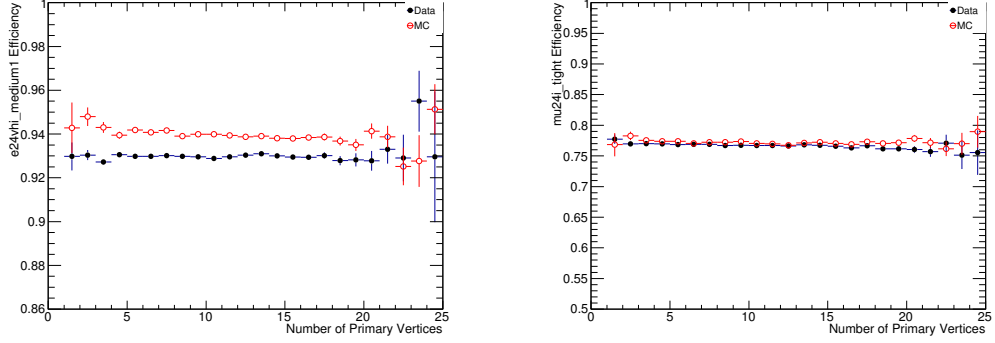 e24vhi_medium1 Efficiency
1
0.98
0.96
0.94
0.92
0.9
0.88
0.86
0 5 10 15 20 25
Number of Primary Vertices
Data
MC
mu24i_tight Efficiency
1
0.95
0.9
0.85
0.8
0.75
0.7
0.65
0.6
0.55
0.5
0 5 10 15 20 25
Number of Primary Vertices
Data
MC